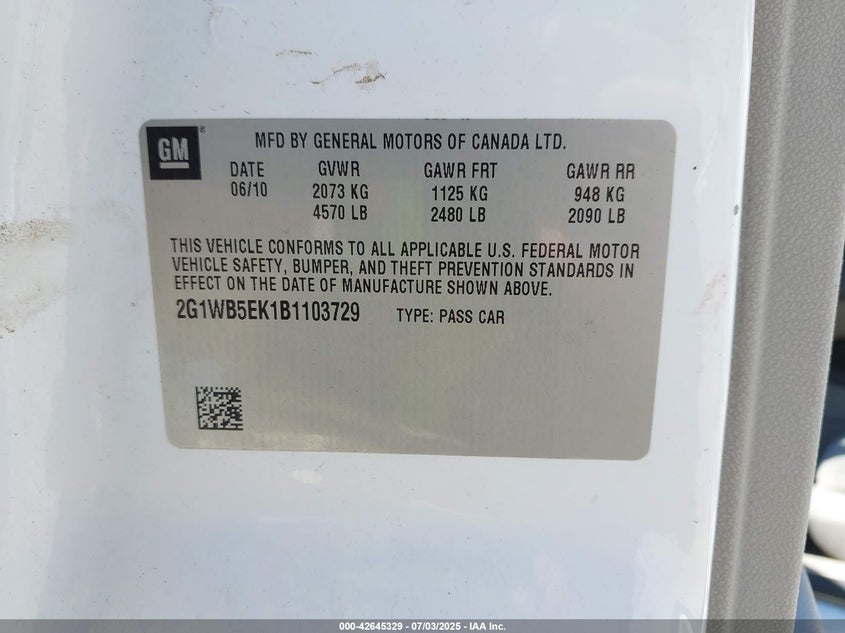 GM
MFD BY GENERAL MOTORS OF CANADA LTD.
DATE GVWR GAWR FRT GAWR RR
06/10 2073 KG 1125 KG 948 KG
4570 LB 2480 LB 2090 LB
THIS VEHICLE CONFORMS TO ALL APPLICABLE U.S. FEDERAL MOTOR
VEHICLE SAFETY, BUMPER, AND THEFT PREVENTION STANDARDS IN
EFFECT ON THE DATE OF MANUFACTURE SHOWN ABOVE.
2G1WB5EK1B1103729 TYPE: PASS CAR
000-42645329 - 07/03/2025 - IAA Inc.